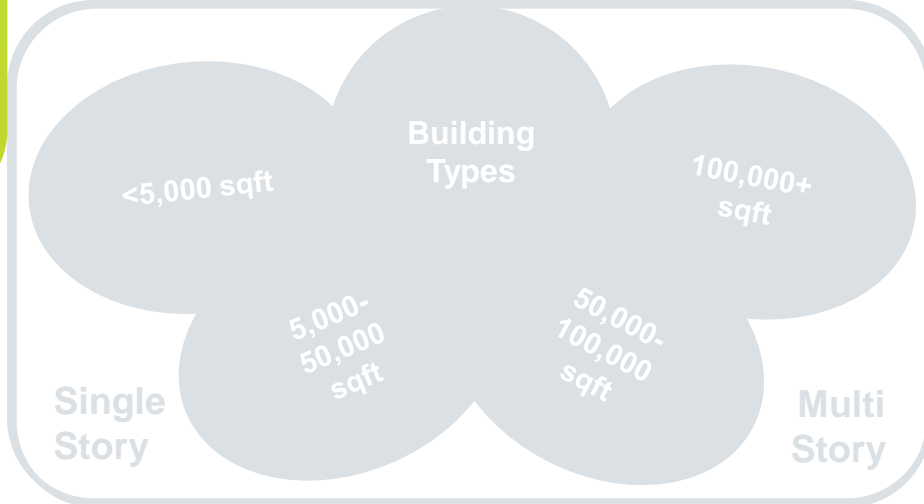 Building
Types
<5,000 sqft
100,000+
sqft
5,000-
50,000
sqft
50,000-
100,000
sqft
Single
Story
Multi
Story